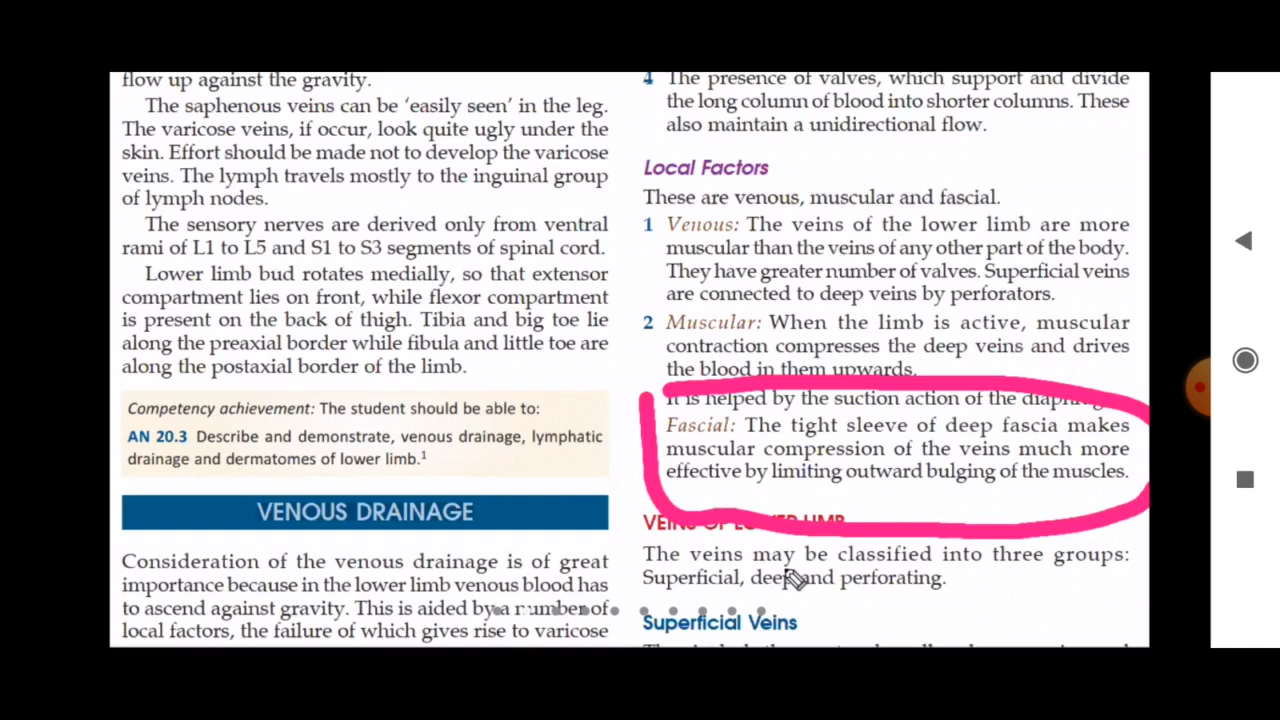 flow up against the gravity.
The saphenous veins can be ‘easily seen’ in the leg.
The varicose veins, if occur, look quite ugly under the
skin. Effort should be made not to develop the varicose
veins. The lymph travels mostly to the inguinal group
of lymph nodes.
The sensory nerves are derived only from ventral
rami of L1 to L5 and S1 to S3 segments of spinal cord.
Lower limb bud rotates medially, so that extensor
compartment lies on front, while flexor compartment
is present on the back of thigh. Tibia and big toe lie
along the preaxial border while fibula and little toe are
along the postaxial border of the limb.
Competency achievement: The student should be able to:
AN 20.3 Describe and demonstrate, venous drainage, lymphatic
drainage and dermatomes of lower limb.¹
VENOUS DRAINAGE
Consideration of the venous drainage is of great
importance because in the lower limb venous blood has
to ascend against gravity. This is aided by a number of
local factors, the failure of which gives rise to varicose
4 The presence of valves, which support and divide
the long column of blood into shorter columns. These
also maintain a unidirectional flow.
Local Factors
These are venous, muscular and fascial.
1 Venous: The veins of the lower limb are more
muscular than the veins of any other part of the body.
They have greater number of valves. Superficial veins
are connected to deep veins by perforators.
2 Muscular: When the limb is active, muscular
contraction compresses the deep veins and drives
the blood in them upwards.
It is helped by the suction action of the
Fascial: The tight sleeve of deep fascia makes
muscular compression of the veins much more
effective by limiting outward bulging of the muscles.
VEINS OF LOWER LIMB
The veins may be classified into three groups:
Superficial, deep and perforating.
Superficial Veins